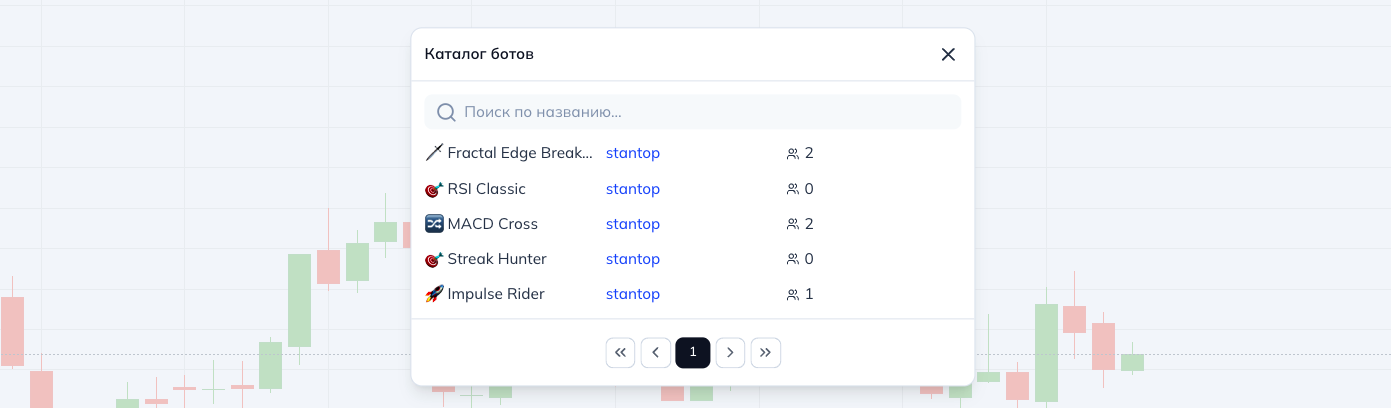 Каталог ботов
Поиск по названию...
Fractal Edge Break... stantop 2
RSI Classic stantop 0
MACD Cross stantop 2
Streak Hunter stantop 0
Impulse Rider stantop 1
1